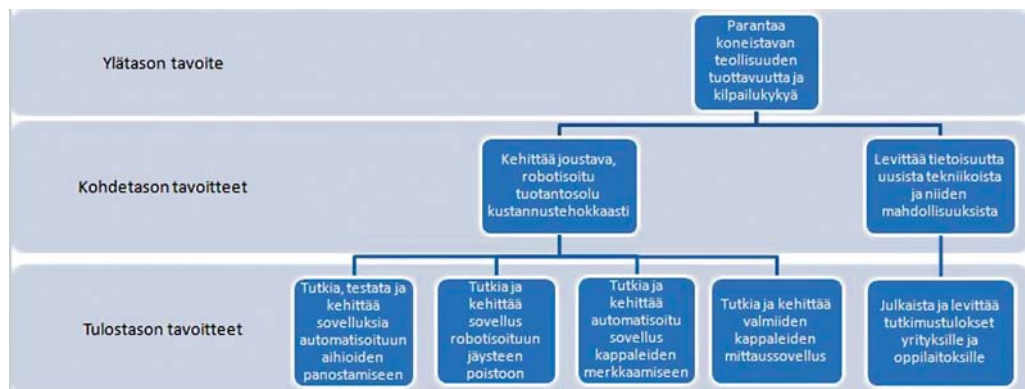 Ylätason tavoite
Parantaa
koneistavan
teollisuuden
tuottavuutta ja
kilpailukykyä
Kohdetason tavoitteet
Kehittää joustava,
robotisoitu
tuotantosolu
kustannustehokkaasti
Levittää tietoisuutta
uusista tekniikoista
ja niiden
mahdollisuuksista
Tulostason tavoitteet
Tutkia, testata ja
kehittää
sovelluksia
automatisoituun
aihioiden
panostamiseen
Tutkia ja
kehittää
sovellus
robotisoituun
jäysteen
poistoon
Tutkia ja
kehittää
automatisoitu
sovellus
kappaleiden
merkkaamiseen
Tutkia ja kehittää
valmiiden
kappaleiden
mittaussovellus
Julkaista ja levittää
tutkimustulokset
yrityksille ja
oppilaitoksille